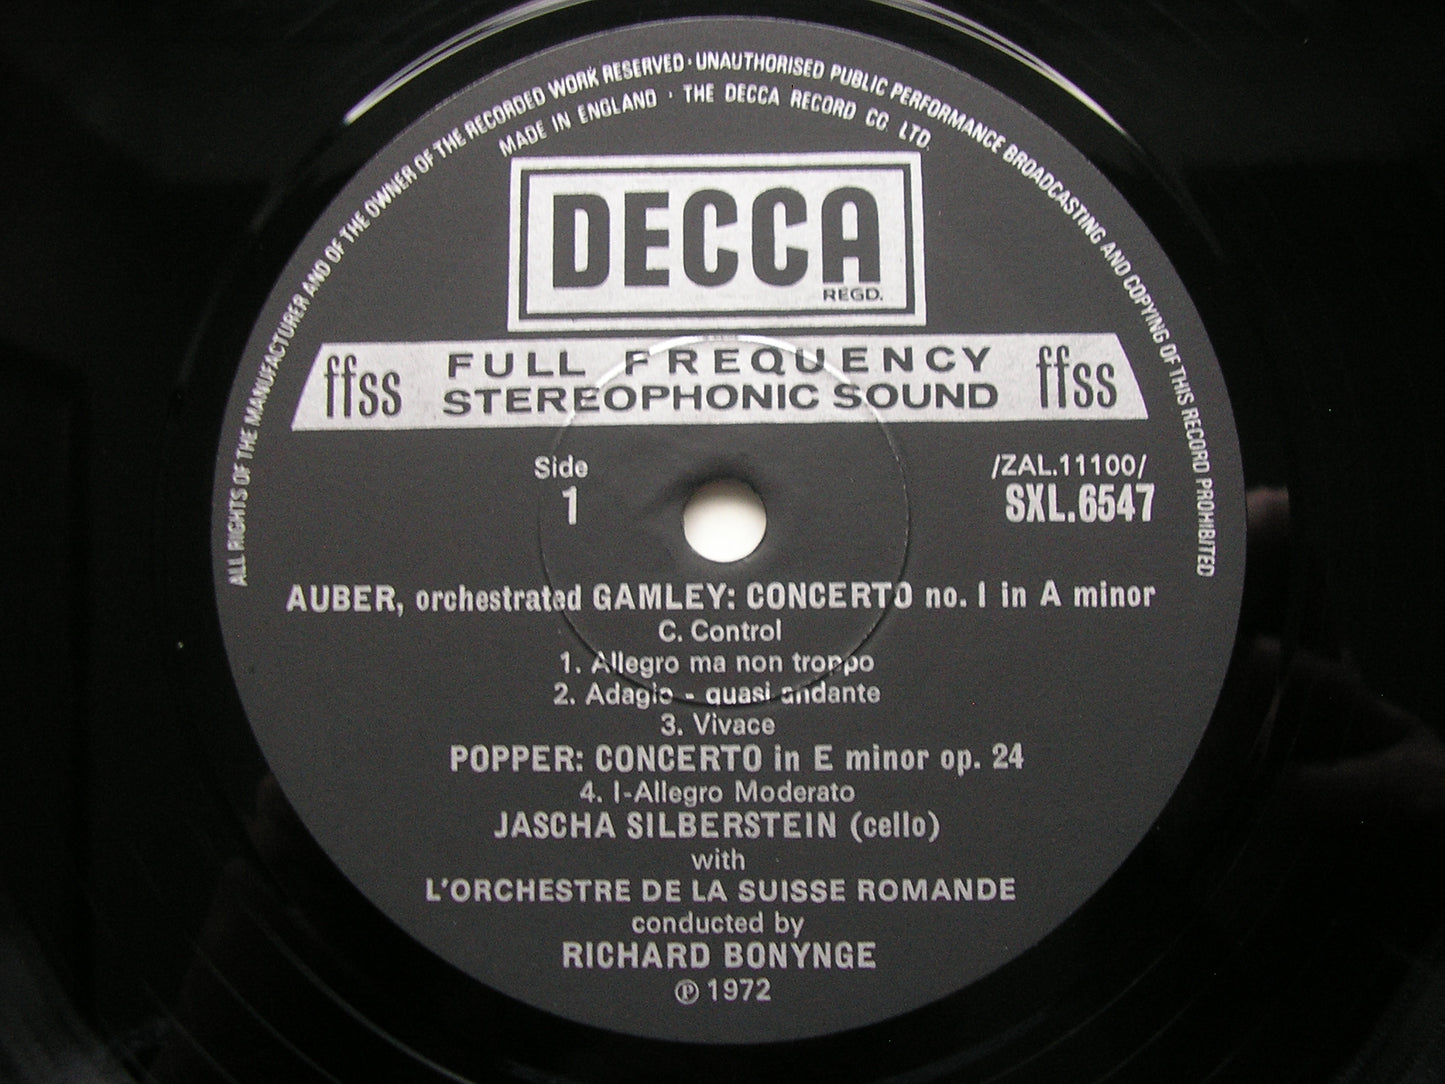 ALL RIGHTS OF THE MANUFACTURER AND OF THE OWNER OF THE RECORDED WORK RESERVED · UNAUTHORISED PUBLIC PERFORMANCE BROADCASTING AND COPYING OF THIS RECORD PROHIBITED
MADE IN ENGLAND · THE DECCA RECORD CO. LTD.
DECCA
REGD.
ffss FULL FREQUENCY STEREOPHONIC SOUND ffss
Side
1
/ZAL.11100/
SXL.6547
AUBER, orchestrated GAMLEY: CONCERTO no. 1 in A minor
C. Control
1. Allegro ma non troppo
2. Adagio - quasi andante
3. Vivace
POPPER: CONCERTO in E minor op. 24
4. I-Allegro Moderato
JASCHA SILBERSTEIN (cello)
with
L'ORCHESTRE DE LA SUISSE ROMANDE
conducted by
RICHARD BONYNGE
℗ 1972